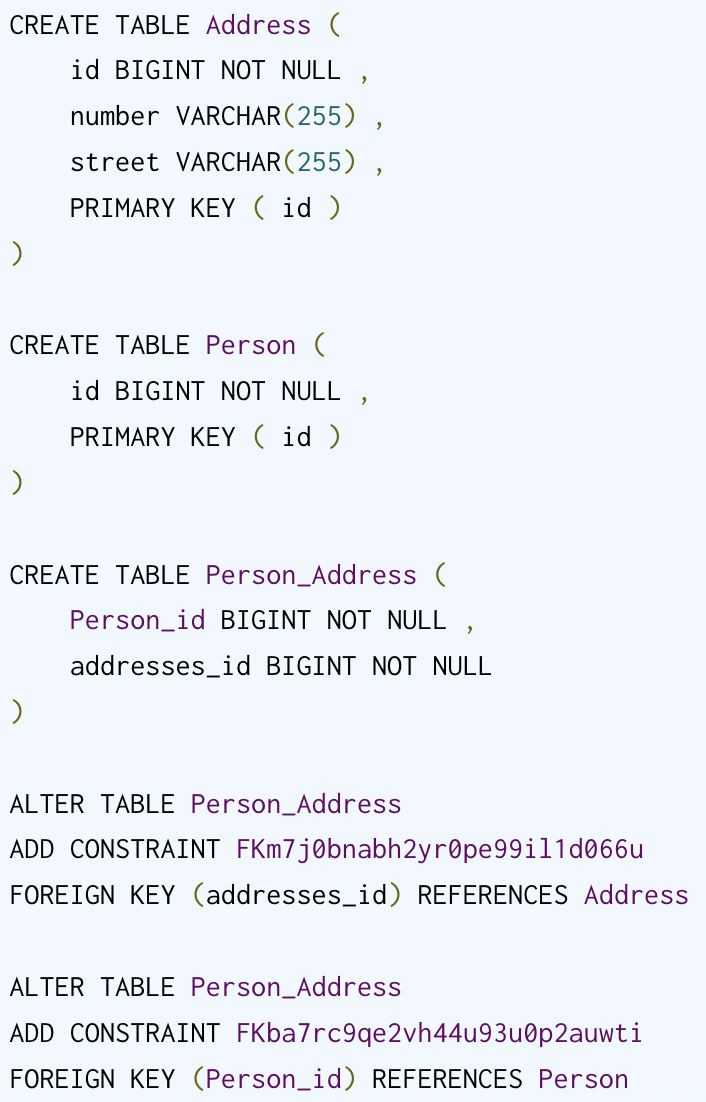 CREATE TABLE Address (
    id BIGINT NOT NULL ,
    number VARCHAR(255) ,
    street VARCHAR(255) ,
    PRIMARY KEY ( id )
)

CREATE TABLE Person (
    id BIGINT NOT NULL ,
    PRIMARY KEY ( id )
)

CREATE TABLE Person_Address (
    Person_id BIGINT NOT NULL ,
    addresses_id BIGINT NOT NULL
)

ALTER TABLE Person_Address
ADD CONSTRAINT FKm7j0bnabh2yr0pe99il1d066u
FOREIGN KEY (addresses_id) REFERENCES Address

ALTER TABLE Person_Address
ADD CONSTRAINT FKba7rc9qe2vh44u93u0p2auwti
FOREIGN KEY (Person_id) REFERENCES Person